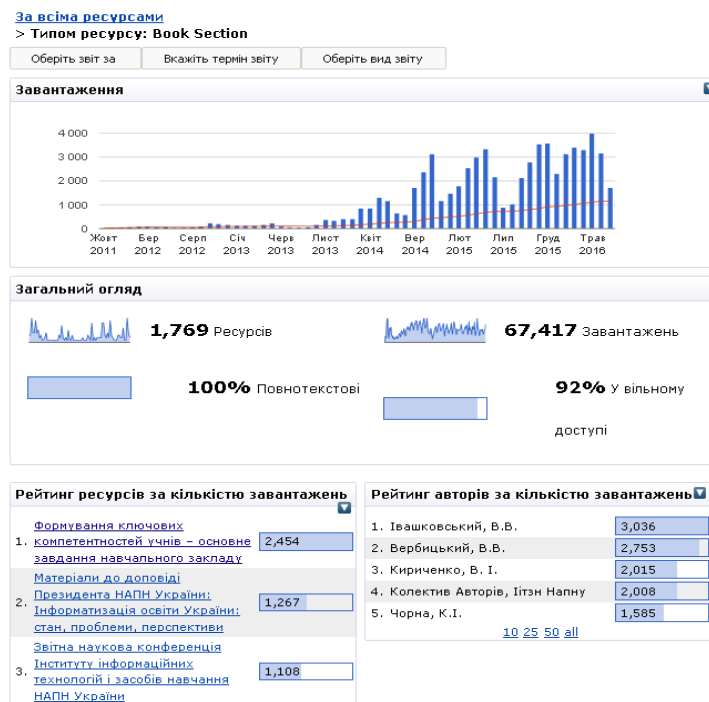 За всіма ресурсами
> Типом ресурсу: Book Section
Оберіть звіт за
Вкажіть термін звіту
Оберіть вид звіту
Завантаження
4 000
3 000
2 000
1 000
0
Жовт Бер Серп Січ Черв Лист Квіт Вер Лют Лип Груд Трав
2011 2012 2012 2013 2013 2013 2014 2014 2015 2015 2015 2016
Загальний огляд
1,769 Ресурсів
67,417 Завантажень
100% Повнотекстові
92% У вільному
доступі
Рейтинг ресурсів за кількістю завантажень
1. Формування ключових
компетентностей учнів – основне
завдання навчального закладу
2,454
2. Матеріали до доповіді
Президента НАПН України:
Інформатизація освіти України:
стан, проблеми, перспективи
1,267
3. Звітна наукова конференція
Інституту інформаційних
технологій і засобів навчання
НАПН України
1,108
Рейтинг авторів за кількістю завантажень
1. Івашковський, В.В. 3,036
2. Вербицький, В.В. 2,753
3. Кириченко, В. І. 2,015
4. Колектив Авторів, Іітзн Напну 2,008
5. Чорна, К.І. 1,585
10 25 50 all